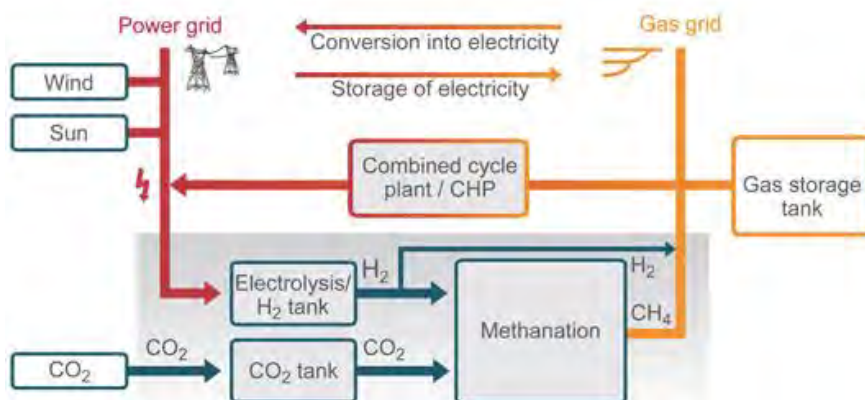 Power grid
Gas grid
Conversion into electricity
Storage of electricity
Wind
Sun
Combined cycle
plant / CHP
Gas storage
tank
Electrolysis/
H₂ tank
H₂
H₂
CH₄
Methanation
CO₂
CO₂
CO₂ tank
CO₂